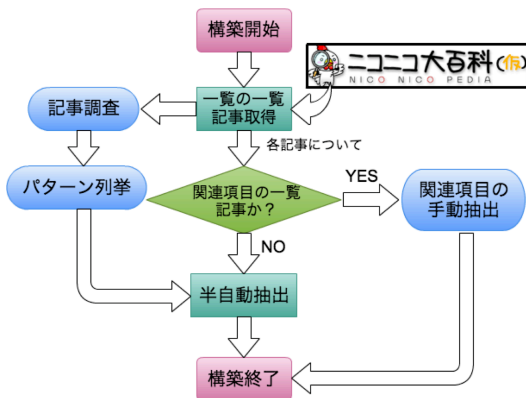 構築開始
ニコニコ大百科(仮)
NICO NICO PEDIA
一覧の一覧
記事取得
記事調査
各記事について
パターン列挙
関連項目の一覧
記事か？
YES
関連項目の
手動抽出
NO
半自動抽出
構築終了